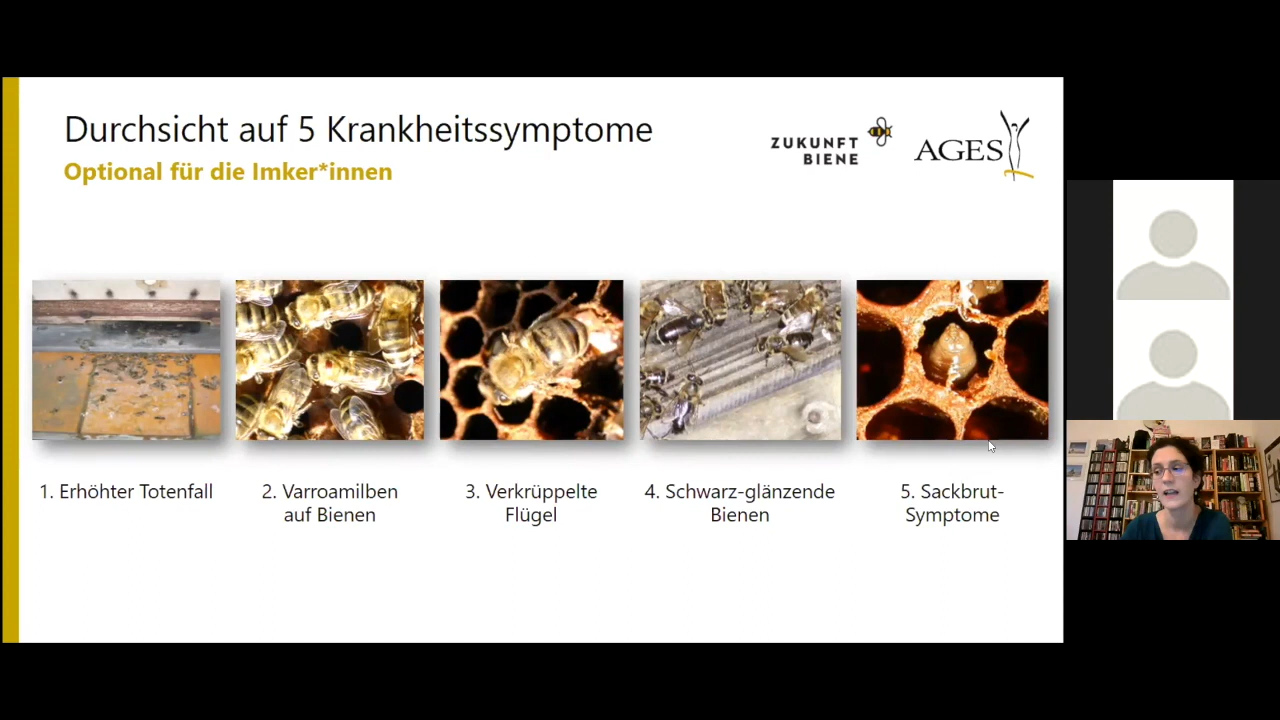 Durchsicht auf 5 Krankheitssymptome
Optional für die Imker*innen
ZUKUNFT
BIENE
AGES
1. Erhöhter Totenfall
2. Varroamilben
auf Bienen
3. Verkrüppelte
Flügel
4. Schwarz-glänzende
Bienen
5. Sackbrut-
Symptome